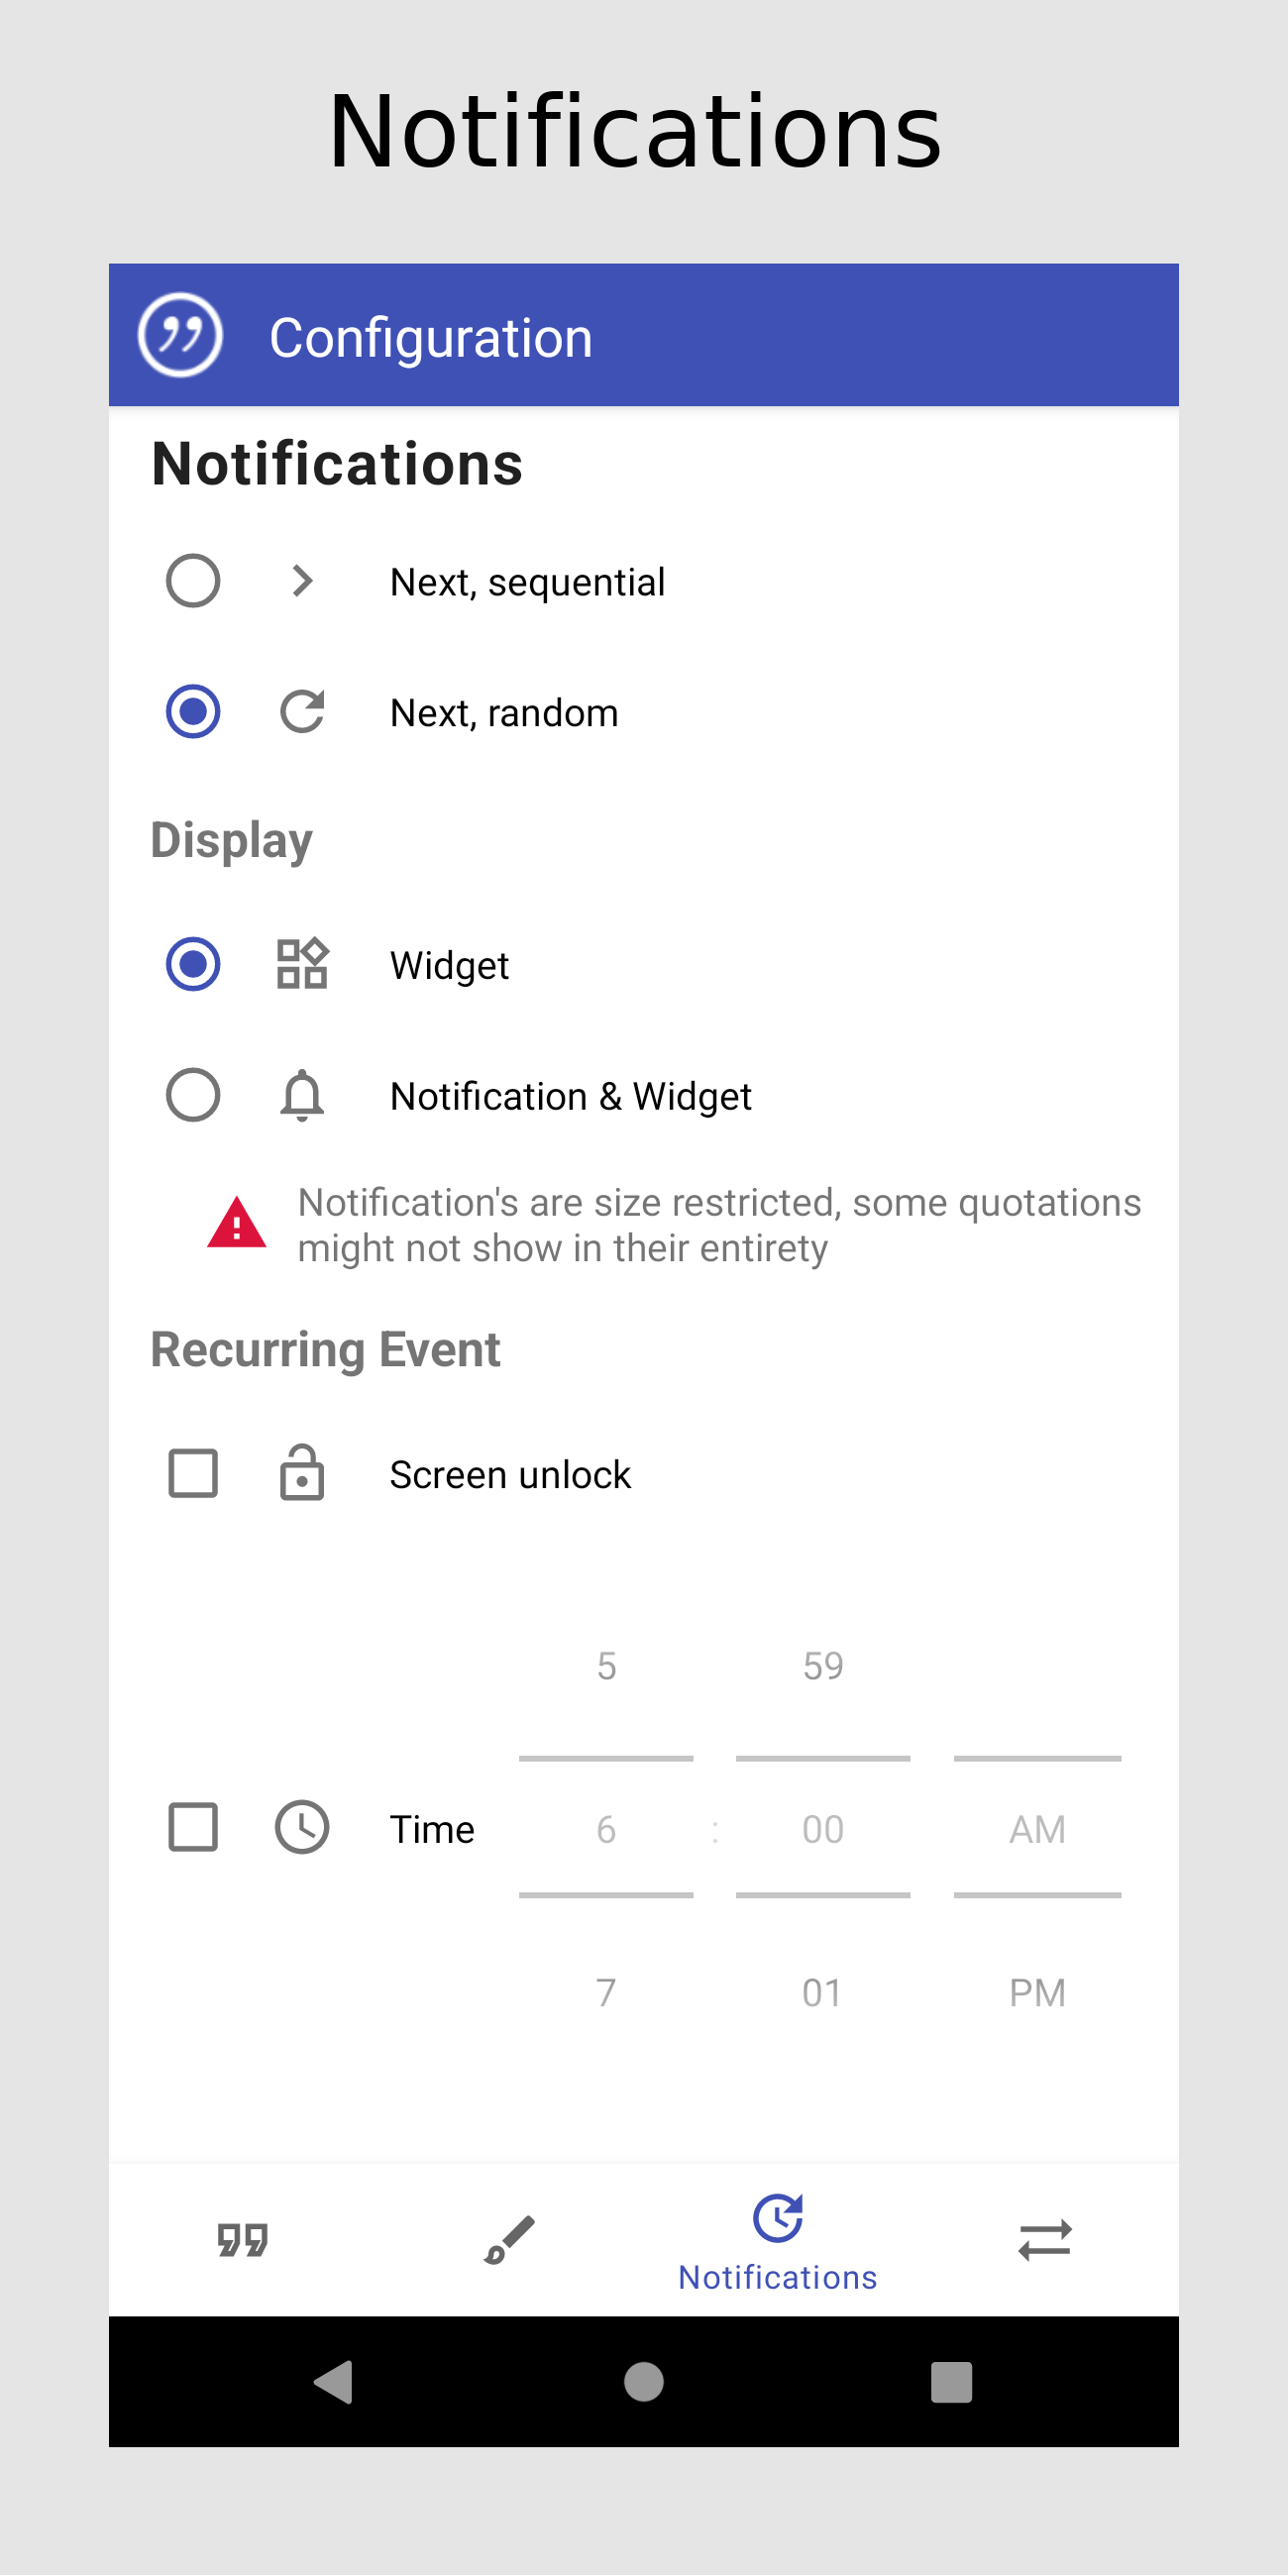 Notifications
Configuration
Notifications
Next, sequential
Next, random
Display
Widget
Notification & Widget
Notification's are size restricted, some quotations
might not show in their entirety
Recurring Event
Screen unlock
5 59
Time 6 : 00 AM
7 01 PM
Notifications